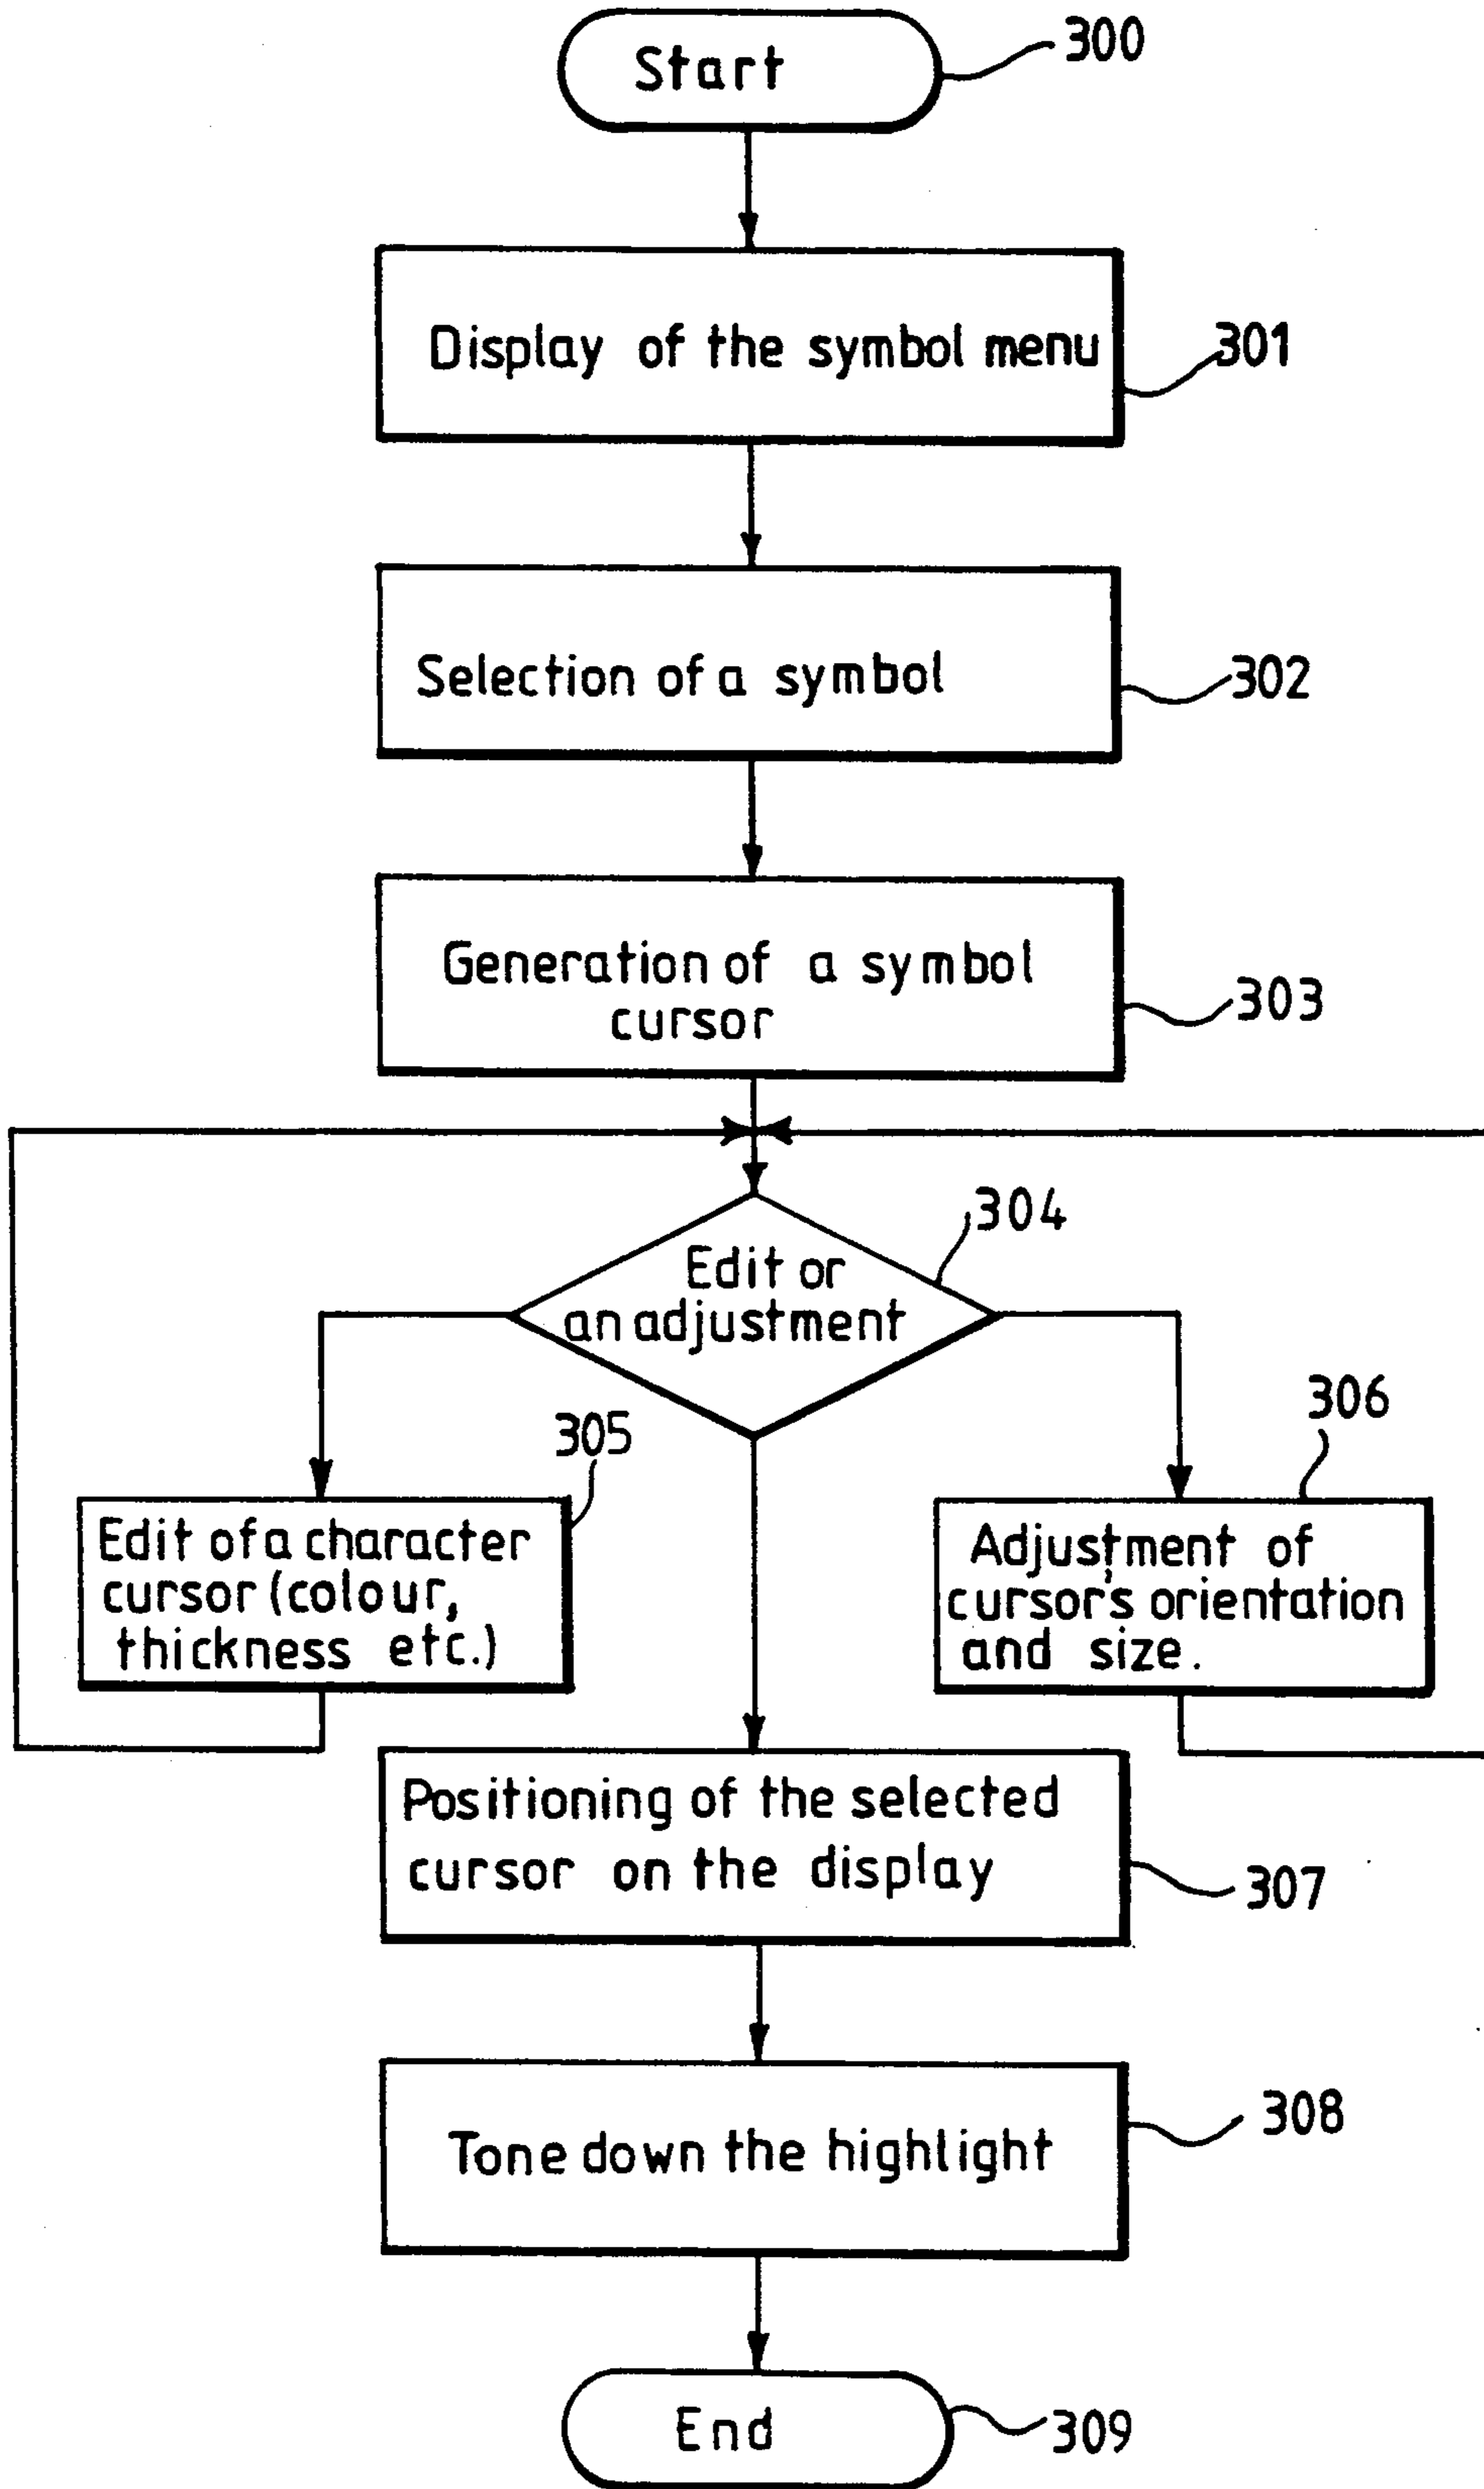 Start
300
Display of the symbol menu
301
Selection of a symbol
302
Generation of a symbol
cursor
303
304
Edit or
an adjustment
305
306
Edit of a character
cursor (colour,
thickness etc.)
Adjustment of
cursor's orientation
and size.
Positioning of the selected
cursor on the display
307
Tone down the highlight
308
End
309